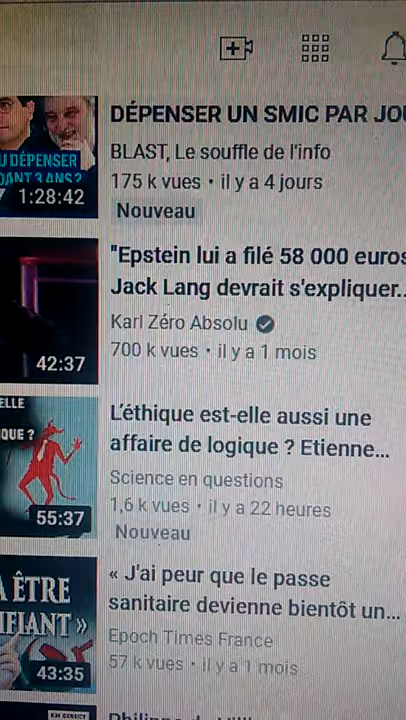 DÉPENSER UN SMIC PAR JOU
U DÉPENSER
DANT 3 ANS ?
1:28:42
BLAST, Le souffle de l'info
175 k vues • il y a 4 jours
Nouveau
"Epstein lui a filé 58 000 euros
Jack Lang devrait s'expliquer..
42:37
Karl Zéro Absolu
700 k vues • il y a 1 mois
ELLE
QUE ?
55:37
L'éthique est-elle aussi une
affaire de logique ? Etienne...
Science en questions
1,6 k vues • il y a 22 heures
Nouveau
À ÊTRE
IFIANT »
43:35
« J'ai peur que le passe
sanitaire devienne bientôt un...
Epoch Times France
57 k vues • il y a 1 mois
EN DIRECT